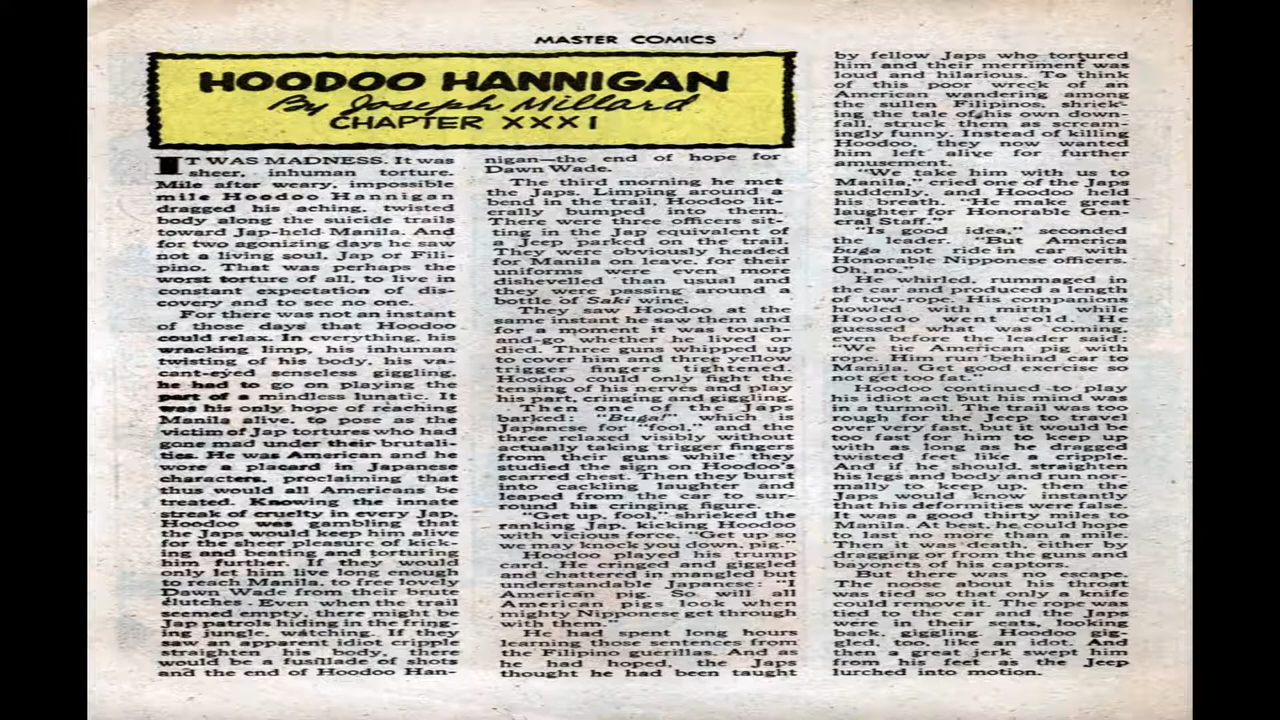 MASTER COMICS
HOODOO HANNIGAN
By Joseph Millard
CHAPTER XXXI
IT WAS MADNESS. It was
sheer, inhuman torture.
Mile after weary, impossible
mile Hoodoo Hannigan
dragged his aching, twisted
body along the suicide trails
toward Jap-held Manila. And
for two agonizing days he saw
not a living soul, Jap or Fili-
pino. That was perhaps the
worst torture of all, to live in
constant expectation of dis-
covery and to see no one.
For there was not an instant
of those days that Hoodoo
could relax. In everything, his
wracking limp, his inhuman
twisting of his body, his va-
cant-eyed senseless giggling,
he had to go on playing the
part of a mindless lunatic. It
was his only hope of reaching
Manila alive, to pose as the
victim of Jap tortures who had
gone mad under their brutali-
ties. He was American and he
wore a placard in Japanese
characters, proclaiming that
thus would all Americans be
treated. Knowing the innate
streak of cruelty in every Jap,
Hoodoo was gambling that
the Japs would keep him alive
for the sheer pleasure of kick-
ing and beating and torturing
him further. If they would
only let him live long enough
to reach Manila, to free lovely
Dawn Wade from their brute
clutches. Even when the trail
seemed empty, there might be
Jap patrols hiding in the fring-
ing jungle, watching. If they
saw an apparent idiot cripple
straighten his body, there
would be a fusillade of shots
and the end of Hoodoo Han-
nigan—the end of hope for
Dawn Wade.
The third morning he met
the Japs. Limping around a
bend in the trail, Hoodoo lit-
erally bumped into them.
There were three officers sit-
ting in the Jap equivalent of
a Jeep parked on the trail.
They were obviously headed
for Manila on leave, for their
uniforms were even more
dishevelled than usual and
they were passing around a
bottle of Saki wine.
They saw Hoodoo at the
same instant he saw them and
for a moment it was touch-
and-go whether he lived or
died. Three guns whipped up
to cover him and three yellow
trigger fingers tightened.
Hoodoo could only fight the
tensing of his nerves and play
his part, cringing and giggling.
Then one of the Japs
barked: "Buga!" which is
Japanese for "fool," and the
three relaxed visibly without
actually taking trigger fingers
from their guns while they
studied the sign on Hoodoo's
scarred chest. Then they burst
into cackling laughter and
leaped from the car to sur-
round his cringing figure.
"Get up, fool," shrieked the
ranking Jap, kicking Hoodoo
with vicious force. "Get up so
we may knock you down, pig."
Hoodoo played his trump
card. He cringed and giggled
and chattered in mangled but
understandable Japanese: "I
American pig. So will all
American pigs look when
mighty Nipponese get through
with them."
He had spent long hours
learning those sentences from
the Filipino guerillas. And as
he had hoped, the Japs
thought he had been taught
by fellow Japs who tortured
him and their merriment was
loud and hilarious. To think
of this poor wreck of an
American wandering among
the sullen Filipinos, shriek-
ing the tale of his own down-
fall, struck them as scream-
ingly funny. Instead of killing
Hoodoo, they now wanted
him left alive for further
amusement.
"We take him with us to
Manila," cried one of the Japs
suddenly, and Hoodoo held
his breath. "He make great
laughter for Honorable Gen-
eral Staff."
"Is good idea," seconded
the leader. "But America
Buga not ride in car with
Honorable Nipponese officers.
Oh, no."
He whirled, rummaged in
the car and produced a length
of tow-rope. His companions
howled with mirth while
Hoodoo went cold. He
guessed what was coming,
even before the leader said:
"We tie American pig with
rope. Him run behind car to
Manila. Get good exercise so
not get too fat."
Hoodoo continued to play
his idiot act but his mind was
in a turmoil. The trail was too
rough for the Jeep to travel
over very fast, but it would be
too fast for him to keep up
with as long as he dragged
twisted feet like a cripple.
And if he should, straighten
his legs and body and run nor-
mally to keep up, then the
Japs would know instantly
that his deformities were false.
It was a good thirty miles to
Manila. At best, he could hope
to last no more than a mile.
Then it was death, either by
dragging or from the guns and
bayonets of his captors.
But there was no escape.
The noose about his throat
was tied so that only a knife
could remove it. The rope was
tied to the car and the Japs
were in their seats, looking
back, giggling. Hoodoo gig-
gled, too, like an idot. And
then a great jerk swept him
from his feet as the Jeep
lurched into motion.